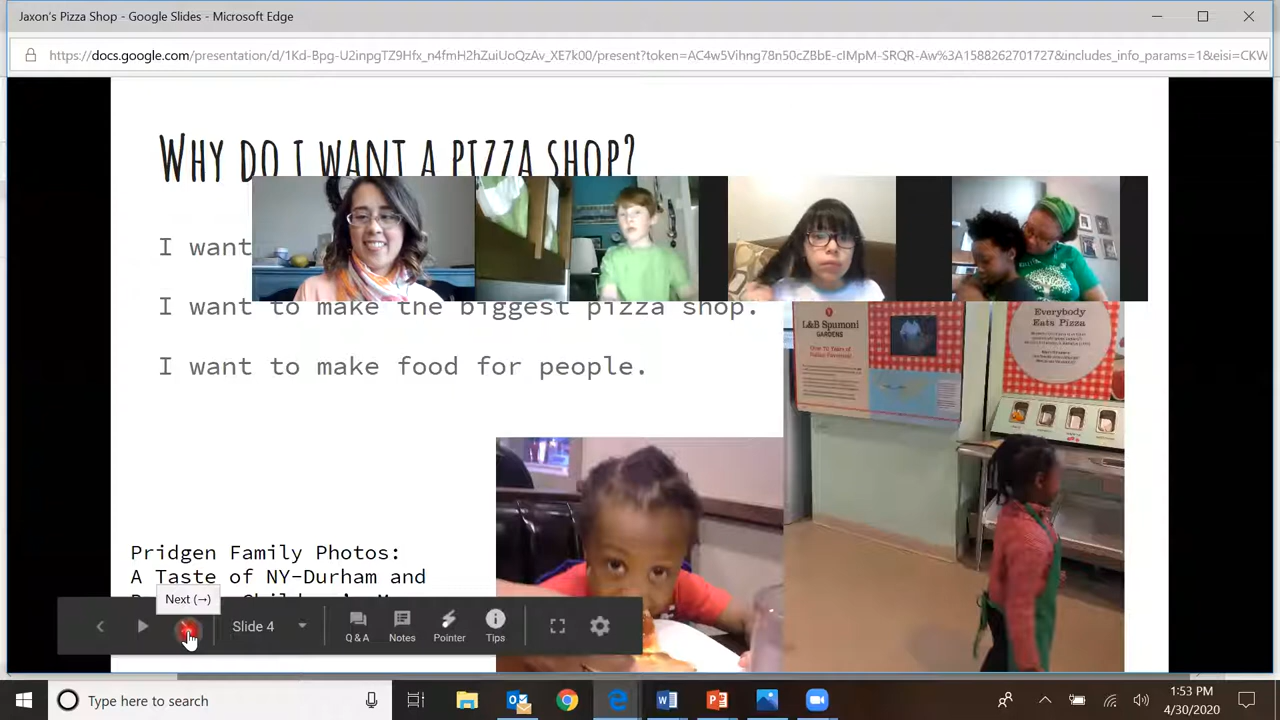 Jaxon's Pizza Shop - Google Slides - Microsoft Edge
https://docs.google.com/presentation/d/1Kd-Bpg-U2inpgTZ9Hfx_n4fmH2hZuiUoQzAv_XE7k00/present?token=AC4w5Vihng78n50cZBbE-cIMpM-SRQR-Aw%3A1588262701727&includes_info_params=1&eisi=CKW
WHY DO I WANT A PIZZA SHOP?
I want
I want to make the biggest pizza shop.
I want to make food for people.
L&B Spumoni
GARDENS
Everybody
Eats Pizza
Pridgen Family Photos:
A Taste of NY-Durham and
Next (→)
Slide 4
Q & A
Notes
Pointer
Tips
Type here to search
1:53 PM
4/30/2020